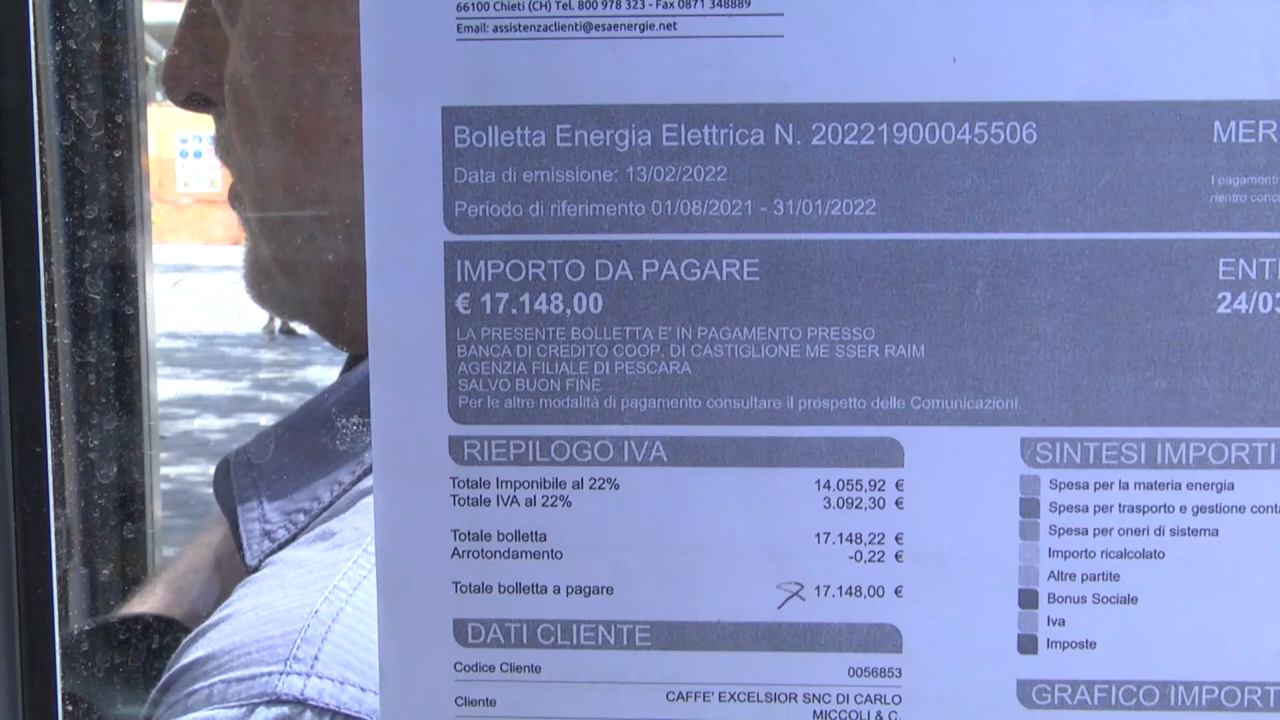 66100 Chieti (CH) Tel. 800 978 323 - Fax 0871 348889
Email: assistenzaclienti@esaenergie.net
Bolletta Energia Elettrica N. 20221900045506
MER
Data di emissione: 13/02/2022
I pagamenti
Periodo di riferimento 01/08/2021 - 31/01/2022
rientro conc
IMPORTO DA PAGARE
ENT
€ 17.148,00
24/03
LA PRESENTE BOLLETTA E' IN PAGAMENTO PRESSO
BANCA DI CREDITO COOP. DI CASTIGLIONE ME SSER RAIM
AGENZIA FILIALE DI PESCARA
SALVO BUON FINE
Per le altre modalità di pagamento consultare il prospetto delle Comunicazioni.
RIEPILOGO IVA
Totale Imponibile al 22% 14.055,92 €
Totale IVA al 22% 3.092,30 €
Totale bolletta 17.148,22 €
Arrotondamento -0,22 €
Totale bolletta a pagare 17.148,00 €
DATI CLIENTE
Codice Cliente 0056853
Cliente CAFFE' EXCELSIOR SNC DI CARLO
MICCOLI & C.
SINTESI IMPORTI
Spesa per la materia energia
Spesa per trasporto e gestione conta
Spesa per oneri di sistema
Importo ricalcolato
Altre partite
Bonus Sociale
Iva
Imposte
GRAFICO IMPORT